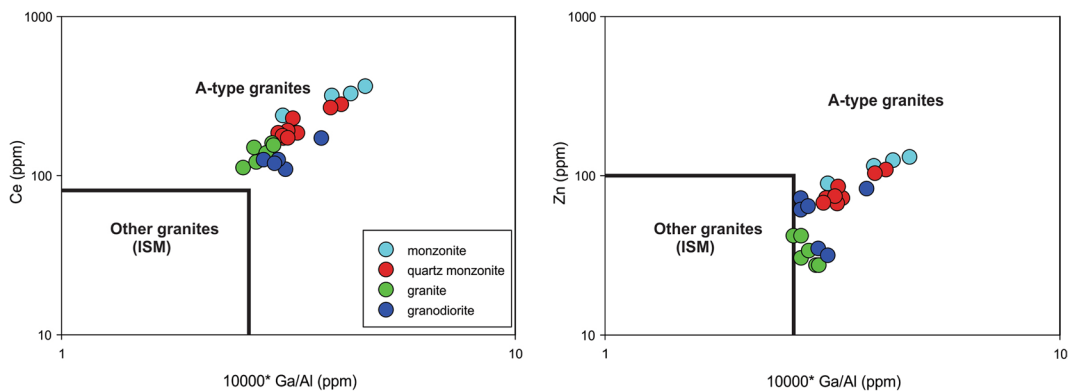 1000
100
10
Ce (ppm)
A-type granites
Other granites
(ISM)
monzonite
quartz monzonite
granite
granodiorite
1
10
10000* Ga/Al (ppm)
1000
100
10
Zn (ppm)
A-type granites
Other granites
(ISM)
1
10
10000* Ga/Al (ppm)